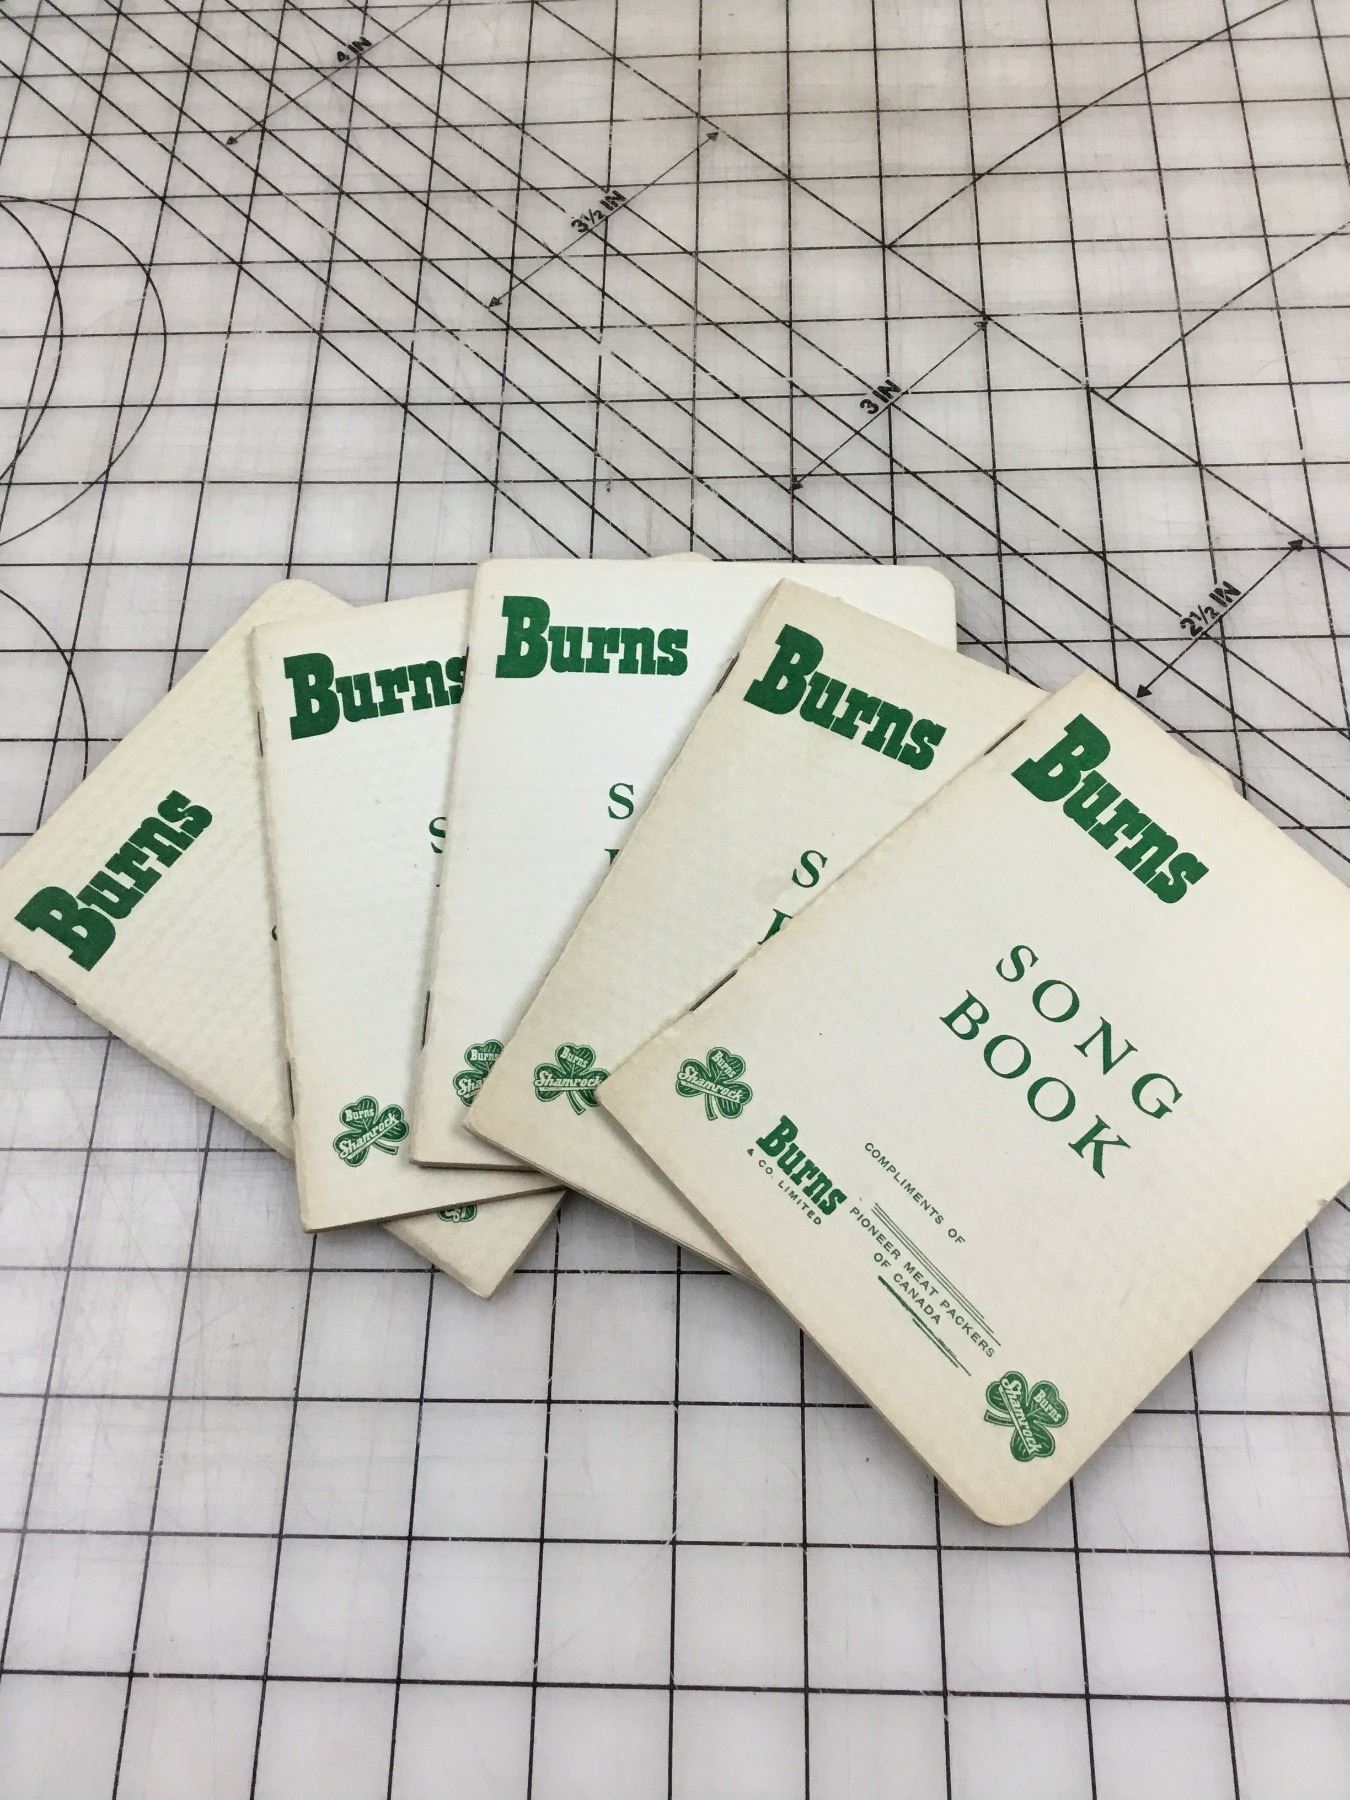 4 IN
3½ IN
3 IN
2½ IN
Burns
Burns
S
Burns
Shamrock
Burns
S
Burns
Burns
S
Burns
Shamrock
Burns
SONG
BOOK
Burns
Shamrock
COMPLIMENTS OF
Burns
& CO. LIMITED
PIONEER MEAT PACKERS
OF CANADA
Burns
Shamrock